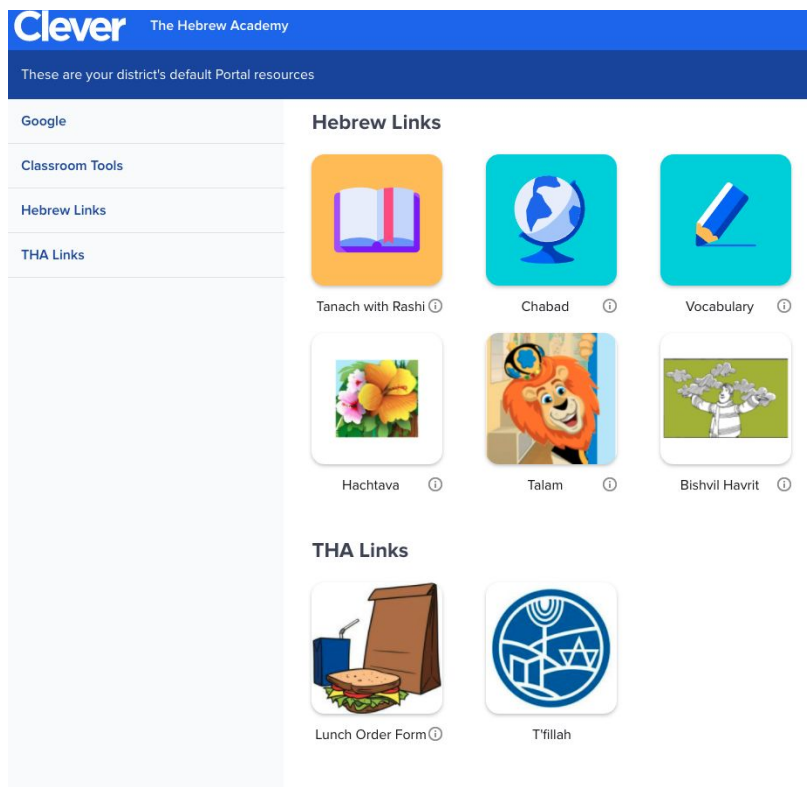 Clever The Hebrew Academy
These are your district's default Portal resources
Google
Classroom Tools
Hebrew Links
THA Links
Hebrew Links
Tanach with Rashi
Chabad
Vocabulary
Hachtava
Talam
Bishvil Havrit
THA Links
Lunch Order Form
T'fillah